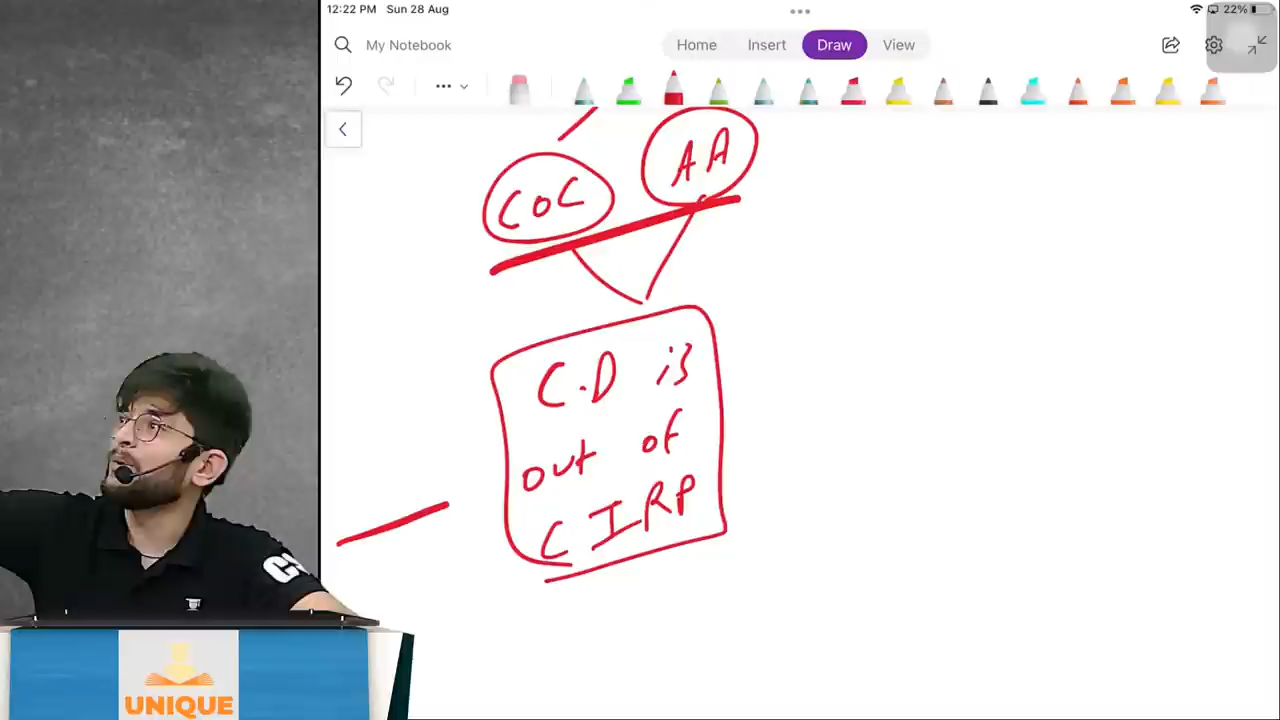 12:22 PM Sun 28 Aug
22%
My Notebook
Home Insert Draw View
COC
AA
C.D is
out of
CIRP
UNIQUE